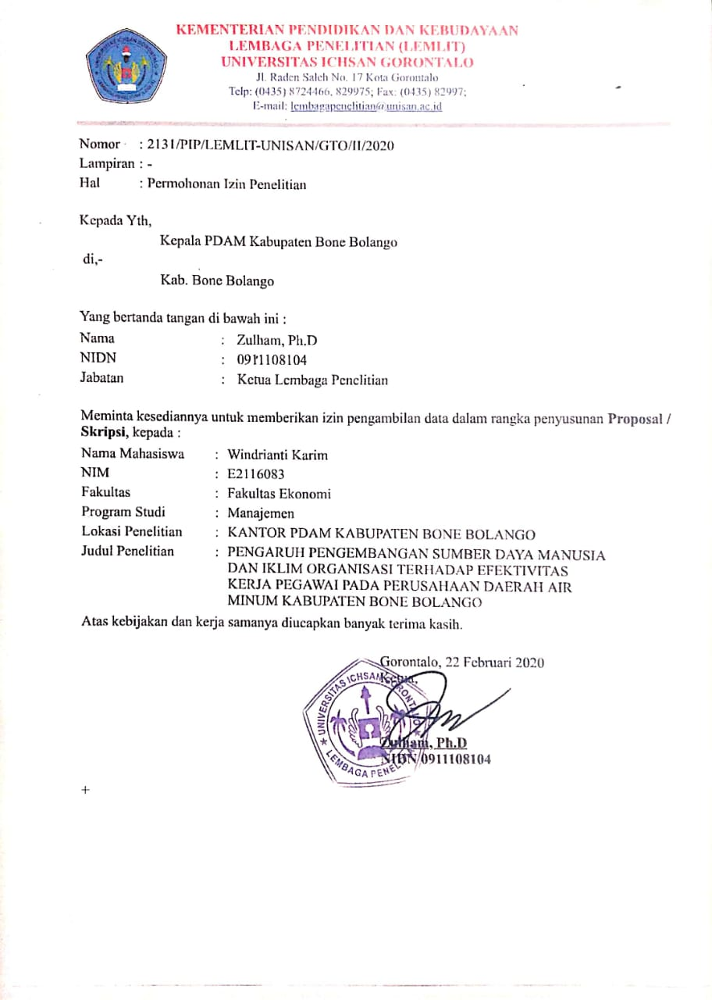 KEMENTERIAN PENDIDIKAN DAN KEBUDAYAAN
LEMBAGA PENELITIAN (LEMLIT)
UNIVERSITAS ICHSAN GORONTALO
Jl. Raden Saleh No. 17 Kota Gorontalo
Telp: (0435) 8724466, 829975; Fax: (0435) 82997;
E-mail: lembagapenelitian@unisan.ac.id
Nomor : 2131/PIP/LEMLIT-UNISAN/GTO/II/2020
Lampiran : -
Hal : Permohonan Izin Penelitian
Kepada Yth,
Kepala PDAM Kabupaten Bone Bolango
di,-
Kab. Bone Bolango
Yang bertanda tangan di bawah ini :
Nama : Zulham, Ph.D
NIDN : 0911108104
Jabatan : Ketua Lembaga Penelitian
Meminta kesediannya untuk memberikan izin pengambilan data dalam rangka penyusunan Proposal /
Skripsi, kepada :
Nama Mahasiswa : Windrianti Karim
NIM : E2116083
Fakultas : Fakultas Ekonomi
Program Studi : Manajemen
Lokasi Penelitian : KANTOR PDAM KABUPATEN BONE BOLANGO
Judul Penelitian : PENGARUH PENGEMBANGAN SUMBER DAYA MANUSIA
DAN IKLIM ORGANISASI TERHADAP EFEKTIVITAS
KERJA PEGAWAI PADA PERUSAHAAN DAERAH AIR
MINUM KABUPATEN BONE BOLANGO
Atas kebijakan dan kerja samanya diucapkan banyak terima kasih.
Gorontalo, 22 Februari 2020
Ketua,
UNIVERSITAS ICHSAN GORONTALO
Zulham, Ph.D
NIDN 0911108104
+